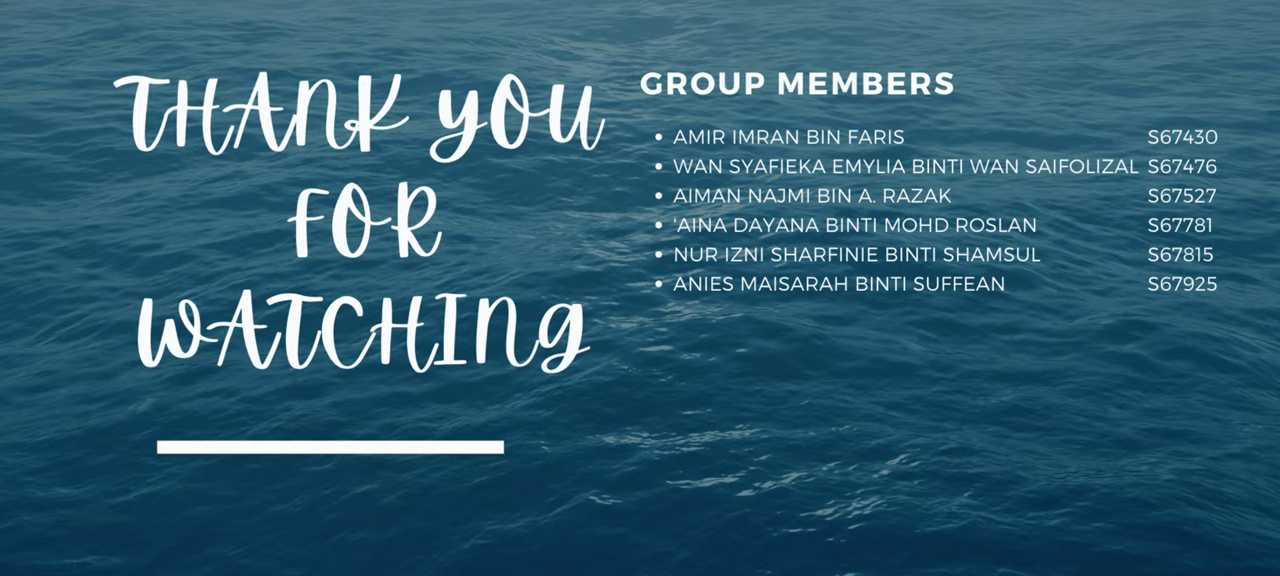 THANK YOU
FOR
WATCHING
GROUP MEMBERS
• AMIR IMRAN BIN FARIS S67430
• WAN SYAFIEKA EMYLIA BINTI WAN SAIFOLIZAL S67476
• AIMAN NAJMI BIN A. RAZAK S67527
• 'AINA DAYANA BINTI MOHD ROSLAN S67781
• NUR IZNI SHARFINIE BINTI SHAMSUL S67815
• ANIES MAISARAH BINTI SUFFEAN S67925